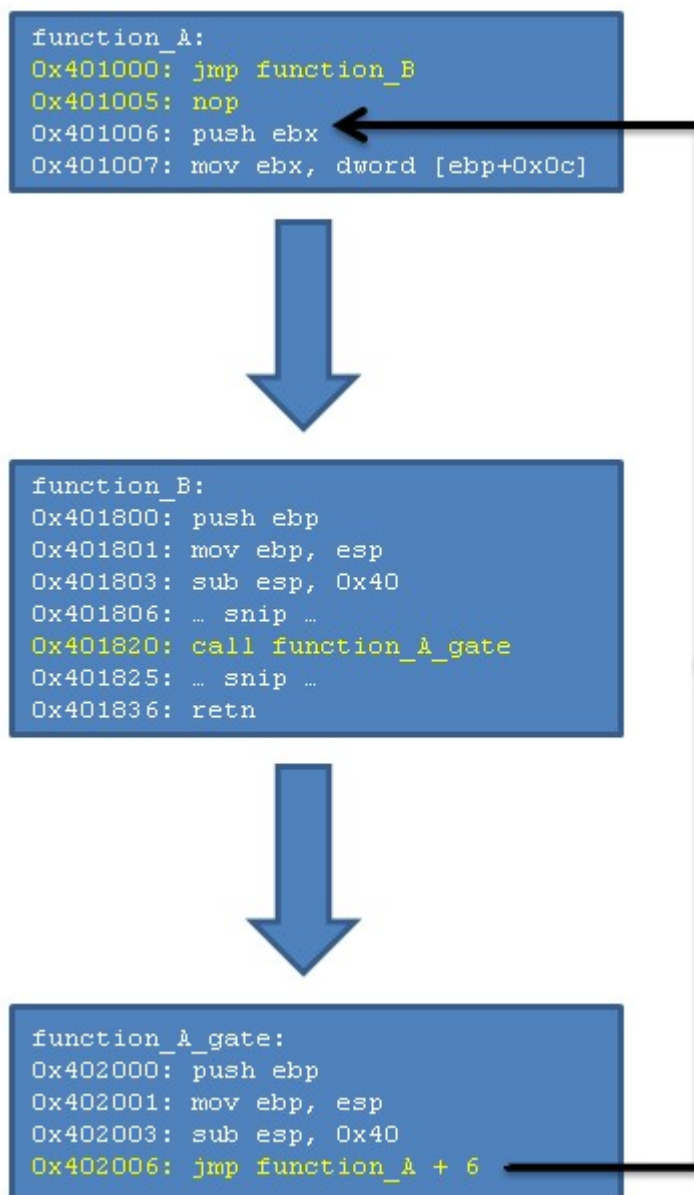 function_A:
0x401000: jmp function_B
0x401005: nop
0x401006: push ebx
0x401007: mov ebx, dword [ebp+0x0c]
function_B:
0x401800: push ebp
0x401801: mov ebp, esp
0x401803: sub esp, 0x40
0x401806: … snip …
0x401820: call function_A_gate
0x401825: … snip …
0x401836: retn
function_A_gate:
0x402000: push ebp
0x402001: mov ebp, esp
0x402003: sub esp, 0x40
0x402006: jmp function_A + 6